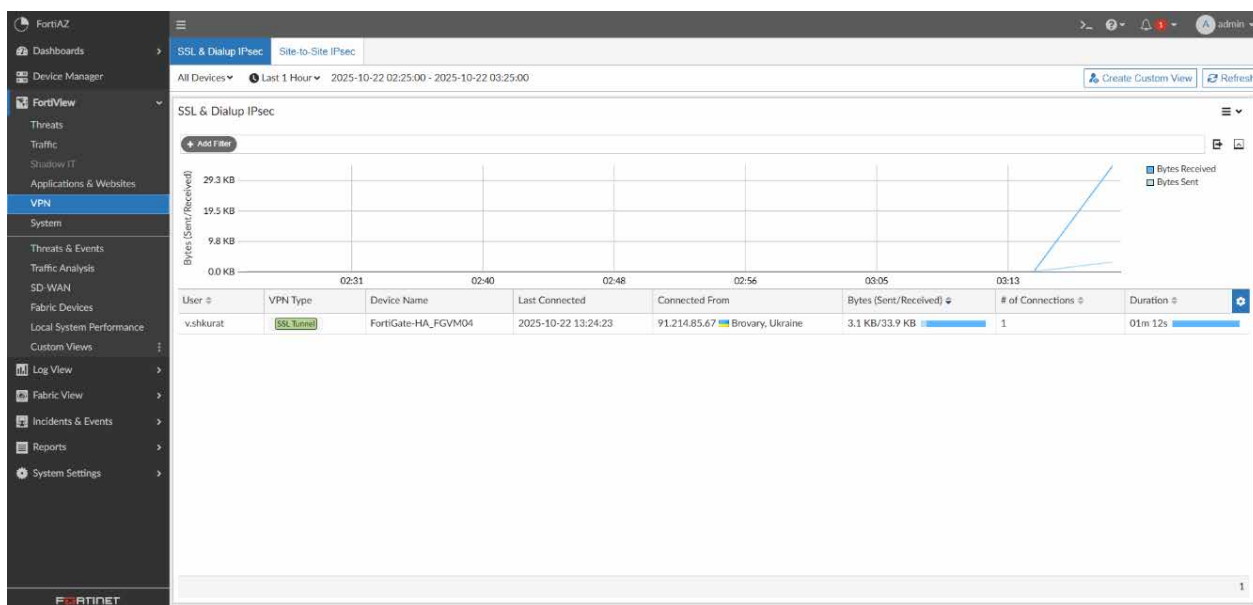 FortiAZ
>_ ? 1 A admin
Dashboards
Device Manager
FortiView
Threats
Traffic
Shadow IT
Applications & Websites
VPN
System
Threats & Events
Traffic Analysis
SD-WAN
Fabric Devices
Local System Performance
Custom Views
Log View
Fabric View
Incidents & Events
Reports
System Settings
FORTINET
SSL & Dialup IPsec Site-to-Site IPsec
All Devices Last 1 Hour 2025-10-22 02:25:00 - 2025-10-22 03:25:00 Create Custom View Refresh
SSL & Dialup IPsec
+ Add Filter
Bytes (Sent/Received)
29.3 KB
19.5 KB
9.8 KB
0.0 KB
02:31 02:40 02:48 02:56 03:05 03:13
Bytes Received
Bytes Sent
User VPN Type Device Name Last Connected Connected From Bytes (Sent/Received) # of Connections Duration
v.shkurat SSL Tunnel FortiGate-HA_FGVM04 2025-10-22 13:24:23 91.214.85.67 Brovary, Ukraine 3.1 KB/33.9 KB 1 01m 12s
1